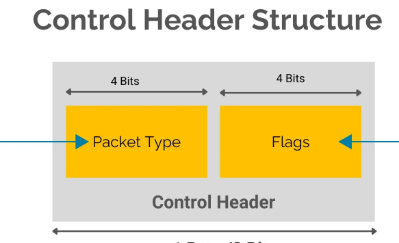 Control Header Structure
4 Bits 4 Bits
Packet Type Flags
Control Header